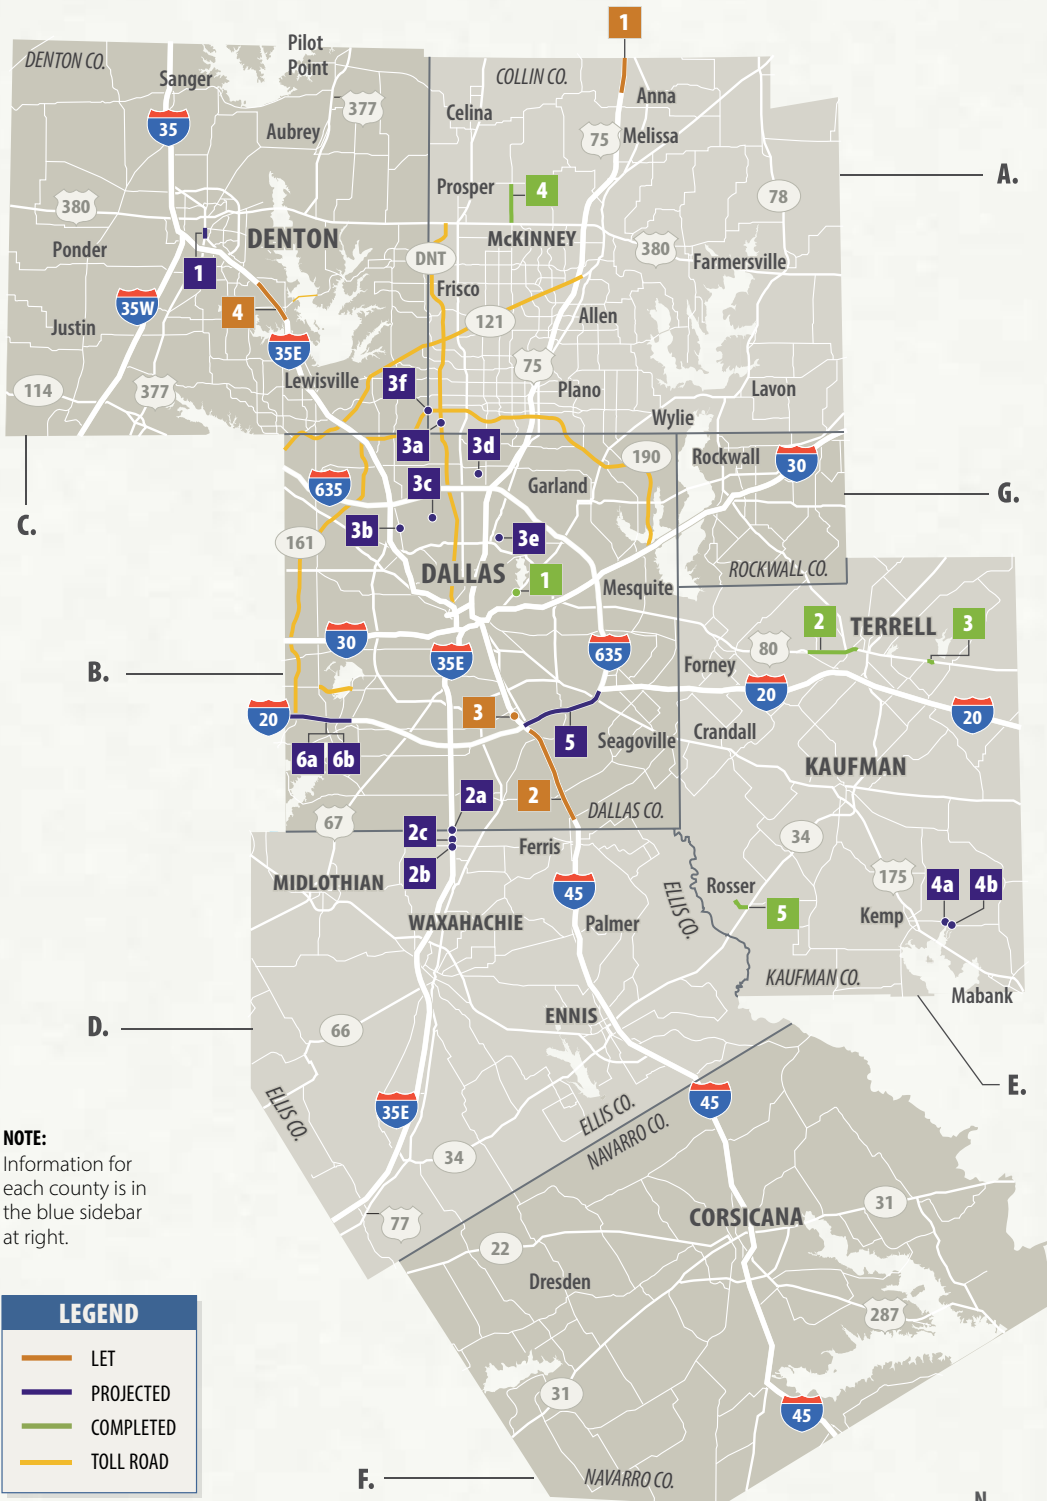 1
DENTON CO.
Pilot
Point
COLLIN CO.
Sanger
Anna
377
Celina
35
Aubrey
75
Melissa
A.
Prosper
4
78
380
DENTON
McKINNEY
380
Ponder
DNT
Farmersville
1
Frisco
35W
4
121
Allen
Justin
35E
75
114
377
Lewisville
3f
Plano
Lavon
Wylie
3a
3d
190
Rockwall
30
635
3c
Garland
G.
C.
3b
161
3e
DALLAS
1
Mesquite
ROCKWALL CO.
2
TERRELL
3
30
80
35E
635
Forney
B.
20
20
20
3
5
Seagoville
Crandall
6a
6b
KAUFMAN
2a
2
DALLAS CO.
67
2c
34
Ferris
2b
MIDLOTHIAN
45
ELLIS CO.
Rosser
175
4a
4b
WAXAHACHIE
Palmer
5
Kemp
KAUFMAN CO.
Mabank
ENNIS
D.
66
E.
ELLIS CO.
35E
ELLIS CO.
45
NAVARRO CO.
NOTE:
Information for
each county is in
the blue sidebar
at right.
34
77
CORSICANA
31
22
Dresden
LEGEND
LET
PROJECTED
COMPLETED
TOLL ROAD
287
31
45
F.
NAVARRO CO.
N